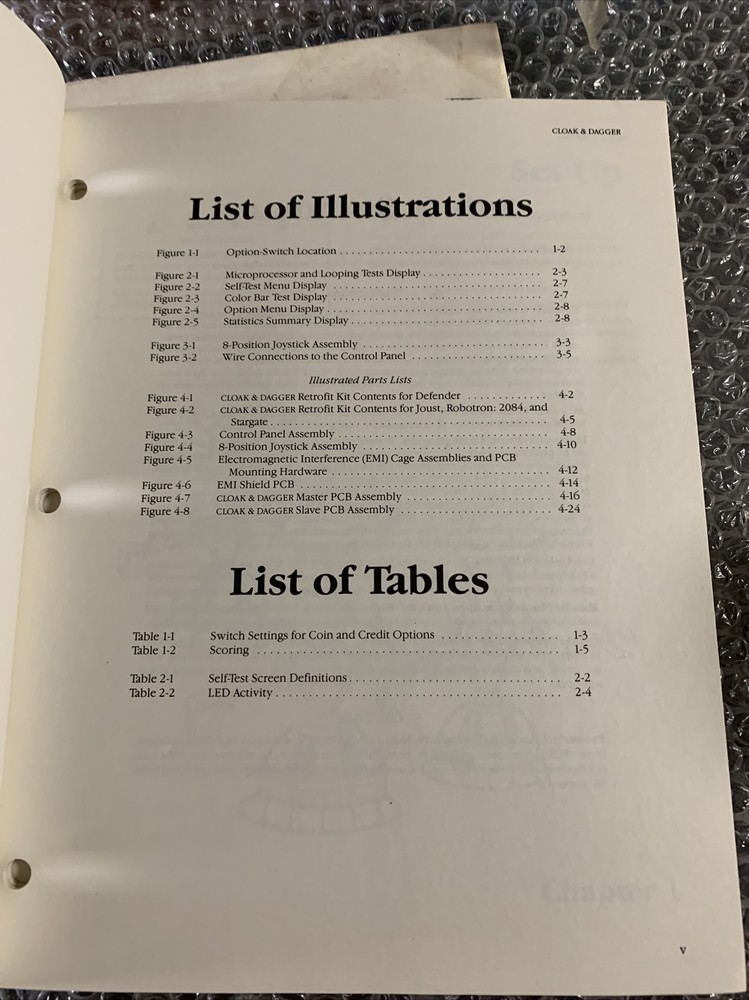 CLOAK & DAGGER
List of Illustrations
Figure 1-1 Option-Switch Location . . . . . . . . . . . . . . . . . . . . . . . . . . . . . . . . 1-2
Figure 2-1 Microprocessor and Looping Tests Display . . . . . . . . . . . . . . . . . . . 2-3
Figure 2-2 Self-Test Menu Display . . . . . . . . . . . . . . . . . . . . . . . . . . . . . . . . . . 2-7
Figure 2-3 Color Bar Test Display . . . . . . . . . . . . . . . . . . . . . . . . . . . . . . . . . . 2-7
Figure 2-4 Option Menu Display . . . . . . . . . . . . . . . . . . . . . . . . . . . . . . . . . . . 2-8
Figure 2-5 Statistics Summary Display . . . . . . . . . . . . . . . . . . . . . . . . . . . . . . . 2-8
Figure 3-1 8-Position Joystick Assembly . . . . . . . . . . . . . . . . . . . . . . . . . . . . . 3-3
Figure 3-2 Wire Connections to the Control Panel . . . . . . . . . . . . . . . . . . . . . 3-5
Illustrated Parts Lists
Figure 4-1 CLOAK & DAGGER Retrofit Kit Contents for Defender . . . . . . . . . . . . . 4-2
Figure 4-2 CLOAK & DAGGER Retrofit Kit Contents for Joust, Robotron: 2084, and
Stargate . . . . . . . . . . . . . . . . . . . . . . . . . . . . . . . . . . . . . . . . . . . . 4-5
Figure 4-3 Control Panel Assembly . . . . . . . . . . . . . . . . . . . . . . . . . . . . . . . . . 4-8
Figure 4-4 8-Position Joystick Assembly . . . . . . . . . . . . . . . . . . . . . . . . . . . . . 4-10
Figure 4-5 Electromagnetic Interference (EMI) Cage Assemblies and PCB
Mounting Hardware . . . . . . . . . . . . . . . . . . . . . . . . . . . . . . . . . . . 4-12
Figure 4-6 EMI Shield PCB . . . . . . . . . . . . . . . . . . . . . . . . . . . . . . . . . . . . . . . . 4-14
Figure 4-7 CLOAK & DAGGER Master PCB Assembly . . . . . . . . . . . . . . . . . . . . . . . 4-16
Figure 4-8 CLOAK & DAGGER Slave PCB Assembly . . . . . . . . . . . . . . . . . . . . . . . . 4-24
List of Tables
Table 1-1 Switch Settings for Coin and Credit Options . . . . . . . . . . . . . . . . . . 1-3
Table 1-2 Scoring . . . . . . . . . . . . . . . . . . . . . . . . . . . . . . . . . . . . . . . . . . . . . . 1-5
Table 2-1 Self-Test Screen Definitions . . . . . . . . . . . . . . . . . . . . . . . . . . . . . . . . 2-2
Table 2-2 LED Activity . . . . . . . . . . . . . . . . . . . . . . . . . . . . . . . . . . . . . . . . . . . 2-4
Chapter 1
v